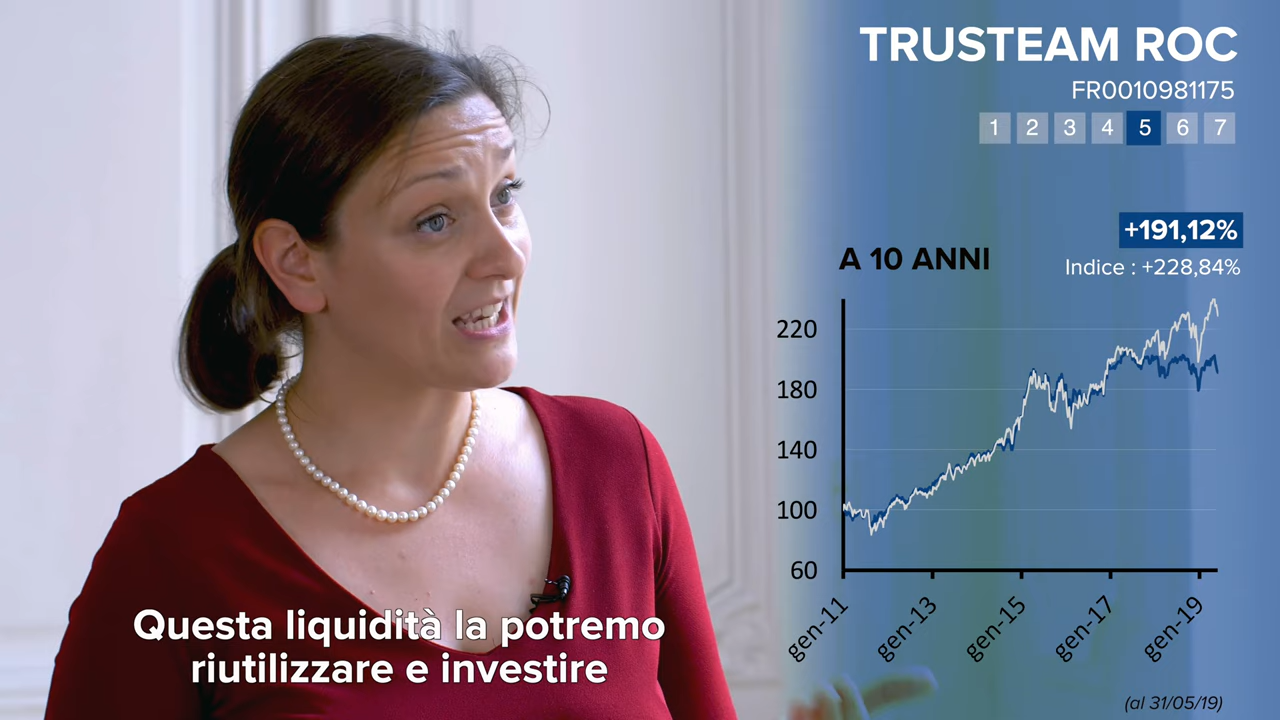 TRUSTEAM ROC
FR0010981175
1 2 3 4 5 6 7
+191,12%
A 10 ANNI
Indice : +228,84%
220
180
140
100
60
gen-11 gen-13 gen-15 gen-17 gen-19
Questa liquidità la potremo
riutilizzare e investire
(al 31/05/19)